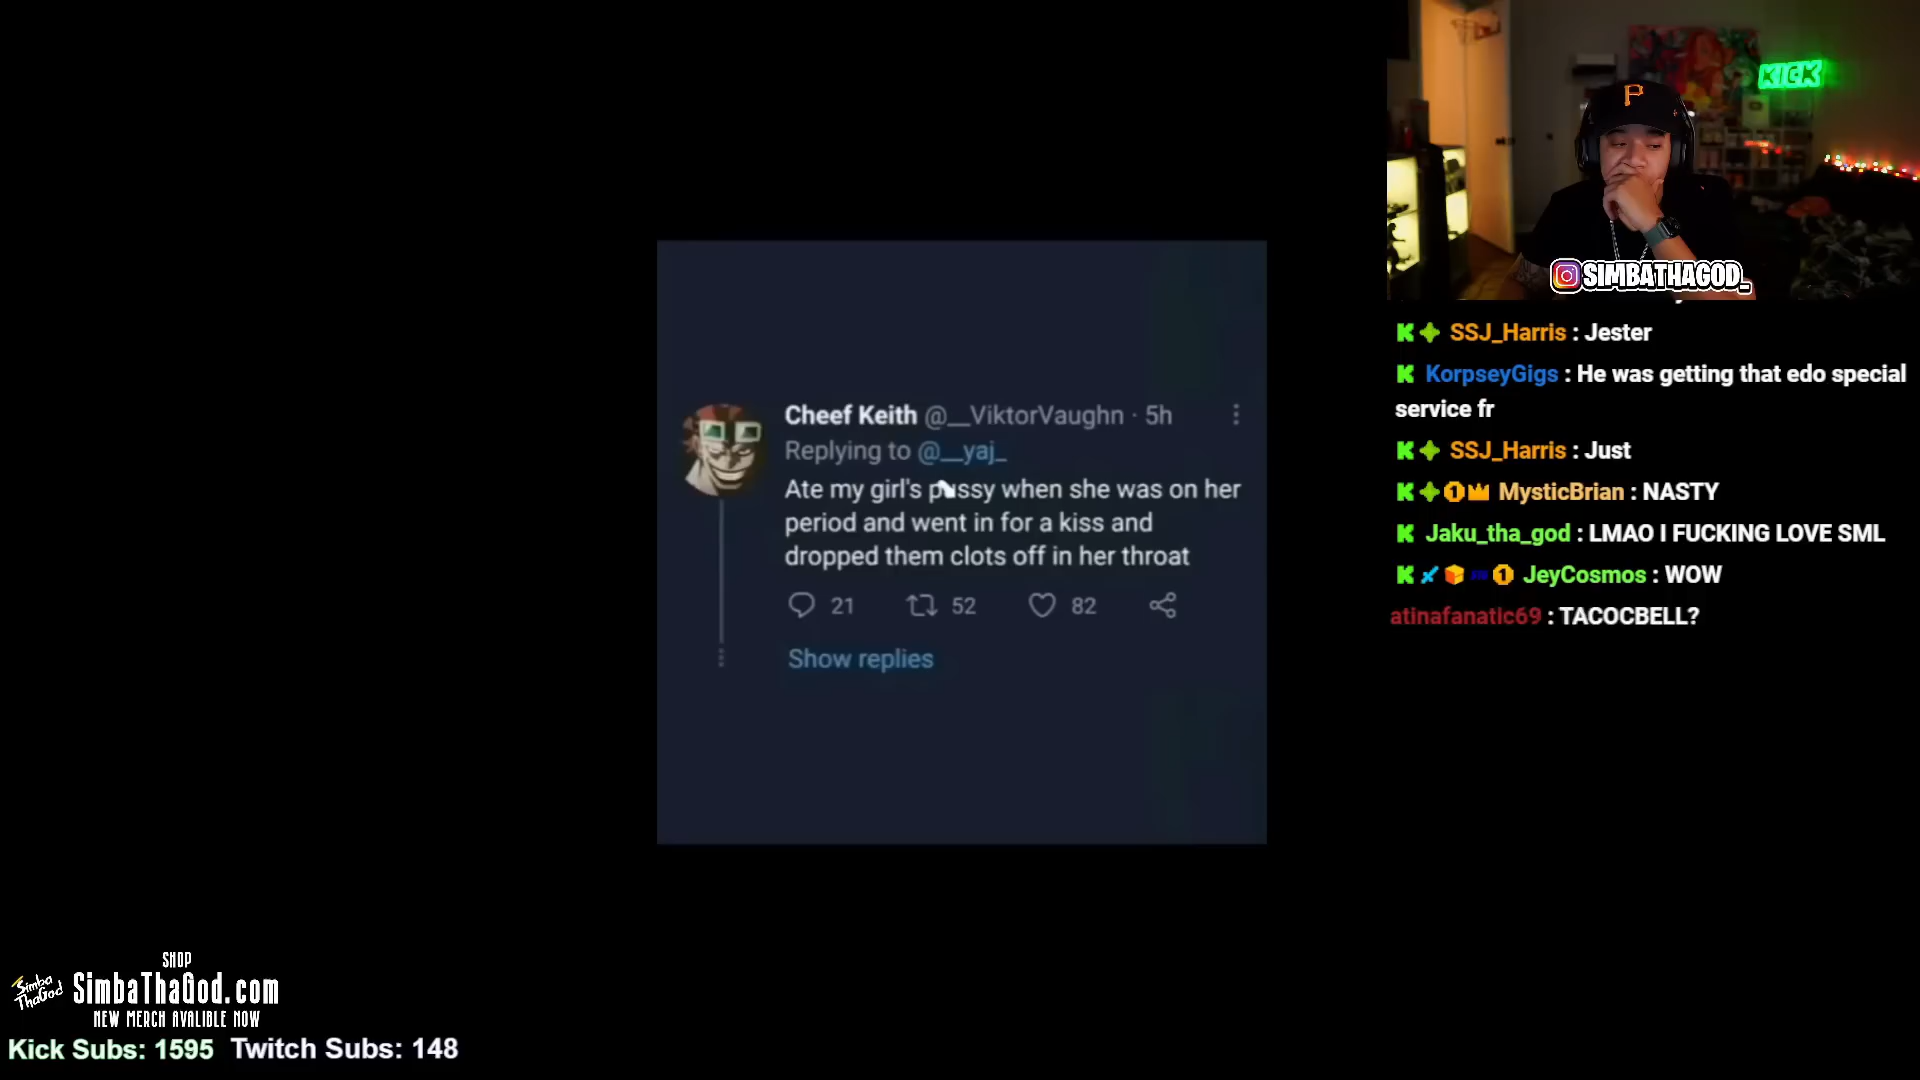 KICK
P
SIMBATHAGOD_
Cheef Keith @__ViktorVaughn · 5h
Replying to @__yaj_
Ate my girl's pussy when she was on her
period and went in for a kiss and
dropped them clots off in her throat
21 52 82
Show replies
SSJ_Harris : Jester
KorpseyGigs : He was getting that edo special
service fr
SSJ_Harris : Just
MysticBrian : NASTY
Jaku_tha_god : LMAO I FUCKING LOVE SML
JeyCosmos : WOW
atinafanatic69 : TACOCBELL?
SHOP
Simba ThaGod SimbaThaGod.com
NEW MERCH AVALIBLE NOW
Kick Subs: 1595 Twitch Subs: 148